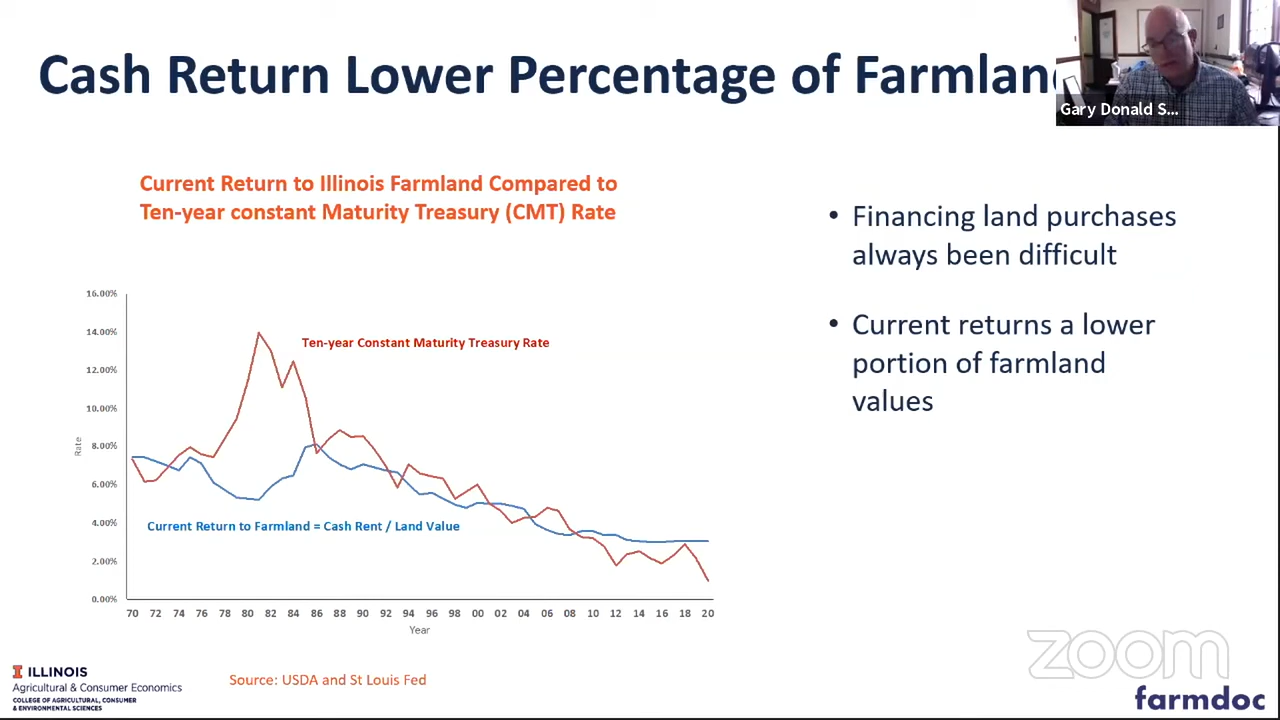 Cash Return Lower Percentage of Farmlan
Gary Donald S...
Current Return to Illinois Farmland Compared to
Ten-year constant Maturity Treasury (CMT) Rate
• Financing land purchases
always been difficult
• Current returns a lower
portion of farmland
values
16.00%
14.00%
12.00%
10.00%
8.00%
6.00%
4.00%
2.00%
0.00%
Rate
Ten-year Constant Maturity Treasury Rate
Current Return to Farmland = Cash Rent / Land Value
70 72 74 76 78 80 82 84 86 88 90 92 94 96 98 00 02 04 06 08 10 12 14 16 18 20
Year
I ILLINOIS
Agricultural & Consumer Economics
COLLEGE OF AGRICULTURAL, CONSUMER
& ENVIRONMENTAL SCIENCES
Source: USDA and St Louis Fed
zoom
farmdoc